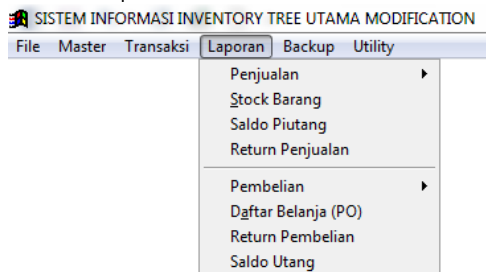 SISTEM INFORMASI INVENTORY TREE UTAMA MODIFICATION
File Master Transaksi Laporan Backup Utility
Penjualan
Stock Barang
Saldo Piutang
Return Penjualan
Pembelian
Daftar Belanja (PO)
Return Pembelian
Saldo Utang